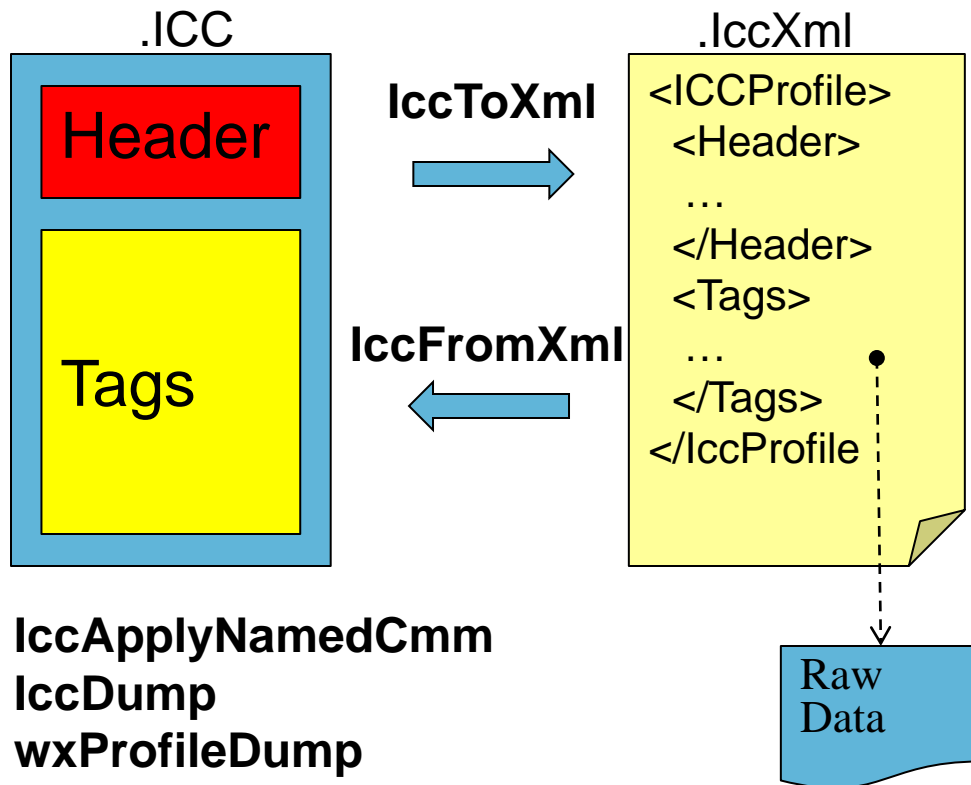 .ICC
Header
Tags
IccToXml
IccFromXml
.IccXml
<ICCProfile>
<Header>
…
</Header>
<Tags>
…
</Tags>
</IccProfile
Raw
Data
IccApplyNamedCmm
IccDump
wxProfileDump